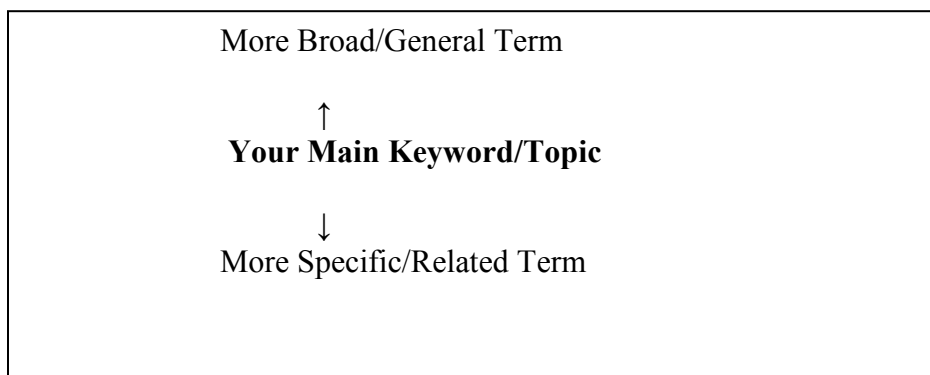 More Broad/General Term
↑
Your Main Keyword/Topic
↓
More Specific/Related Term